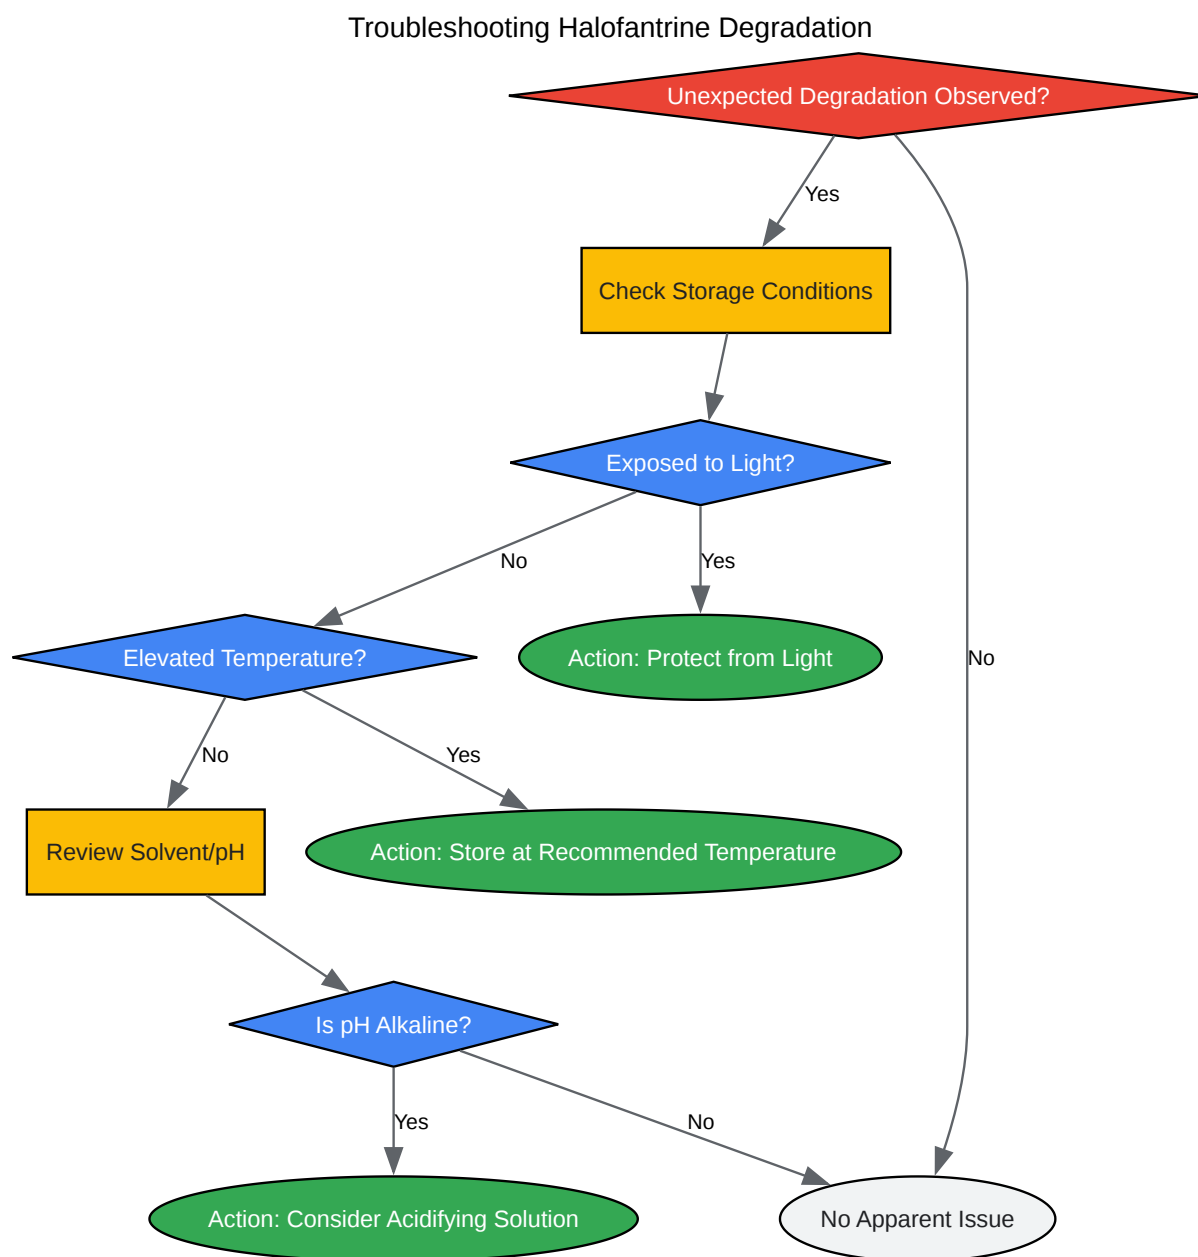 Troubleshooting Halofantrine Degradation
Unexpected Degradation Observed?
Yes
Check Storage Conditions
Exposed to Light?
No
Yes
Elevated Temperature?
Action: Protect from Light
No
No
Yes
Review Solvent/pH
Action: Store at Recommended Temperature
Is pH Alkaline?
Yes
No
Action: Consider Acidifying Solution
No Apparent Issue